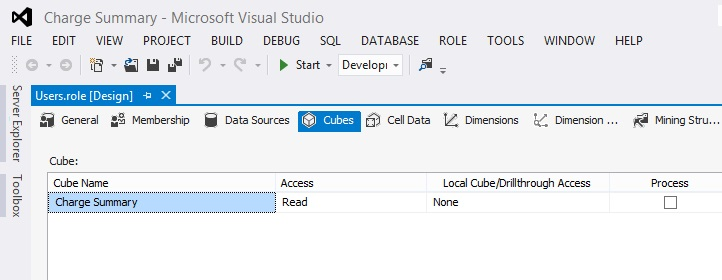 Charge Summary - Microsoft Visual Studio
FILE EDIT VIEW PROJECT BUILD DEBUG SQL DATABASE ROLE TOOLS WINDOW HELP
Start Developi
Server Explorer
Toolbox
Users.role [Design]
General Membership Data Sources Cubes Cell Data Dimensions Dimension ... Mining Stru...
Cube:
Cube Name Access Local Cube/Drillthrough Access Process
Charge Summary Read None